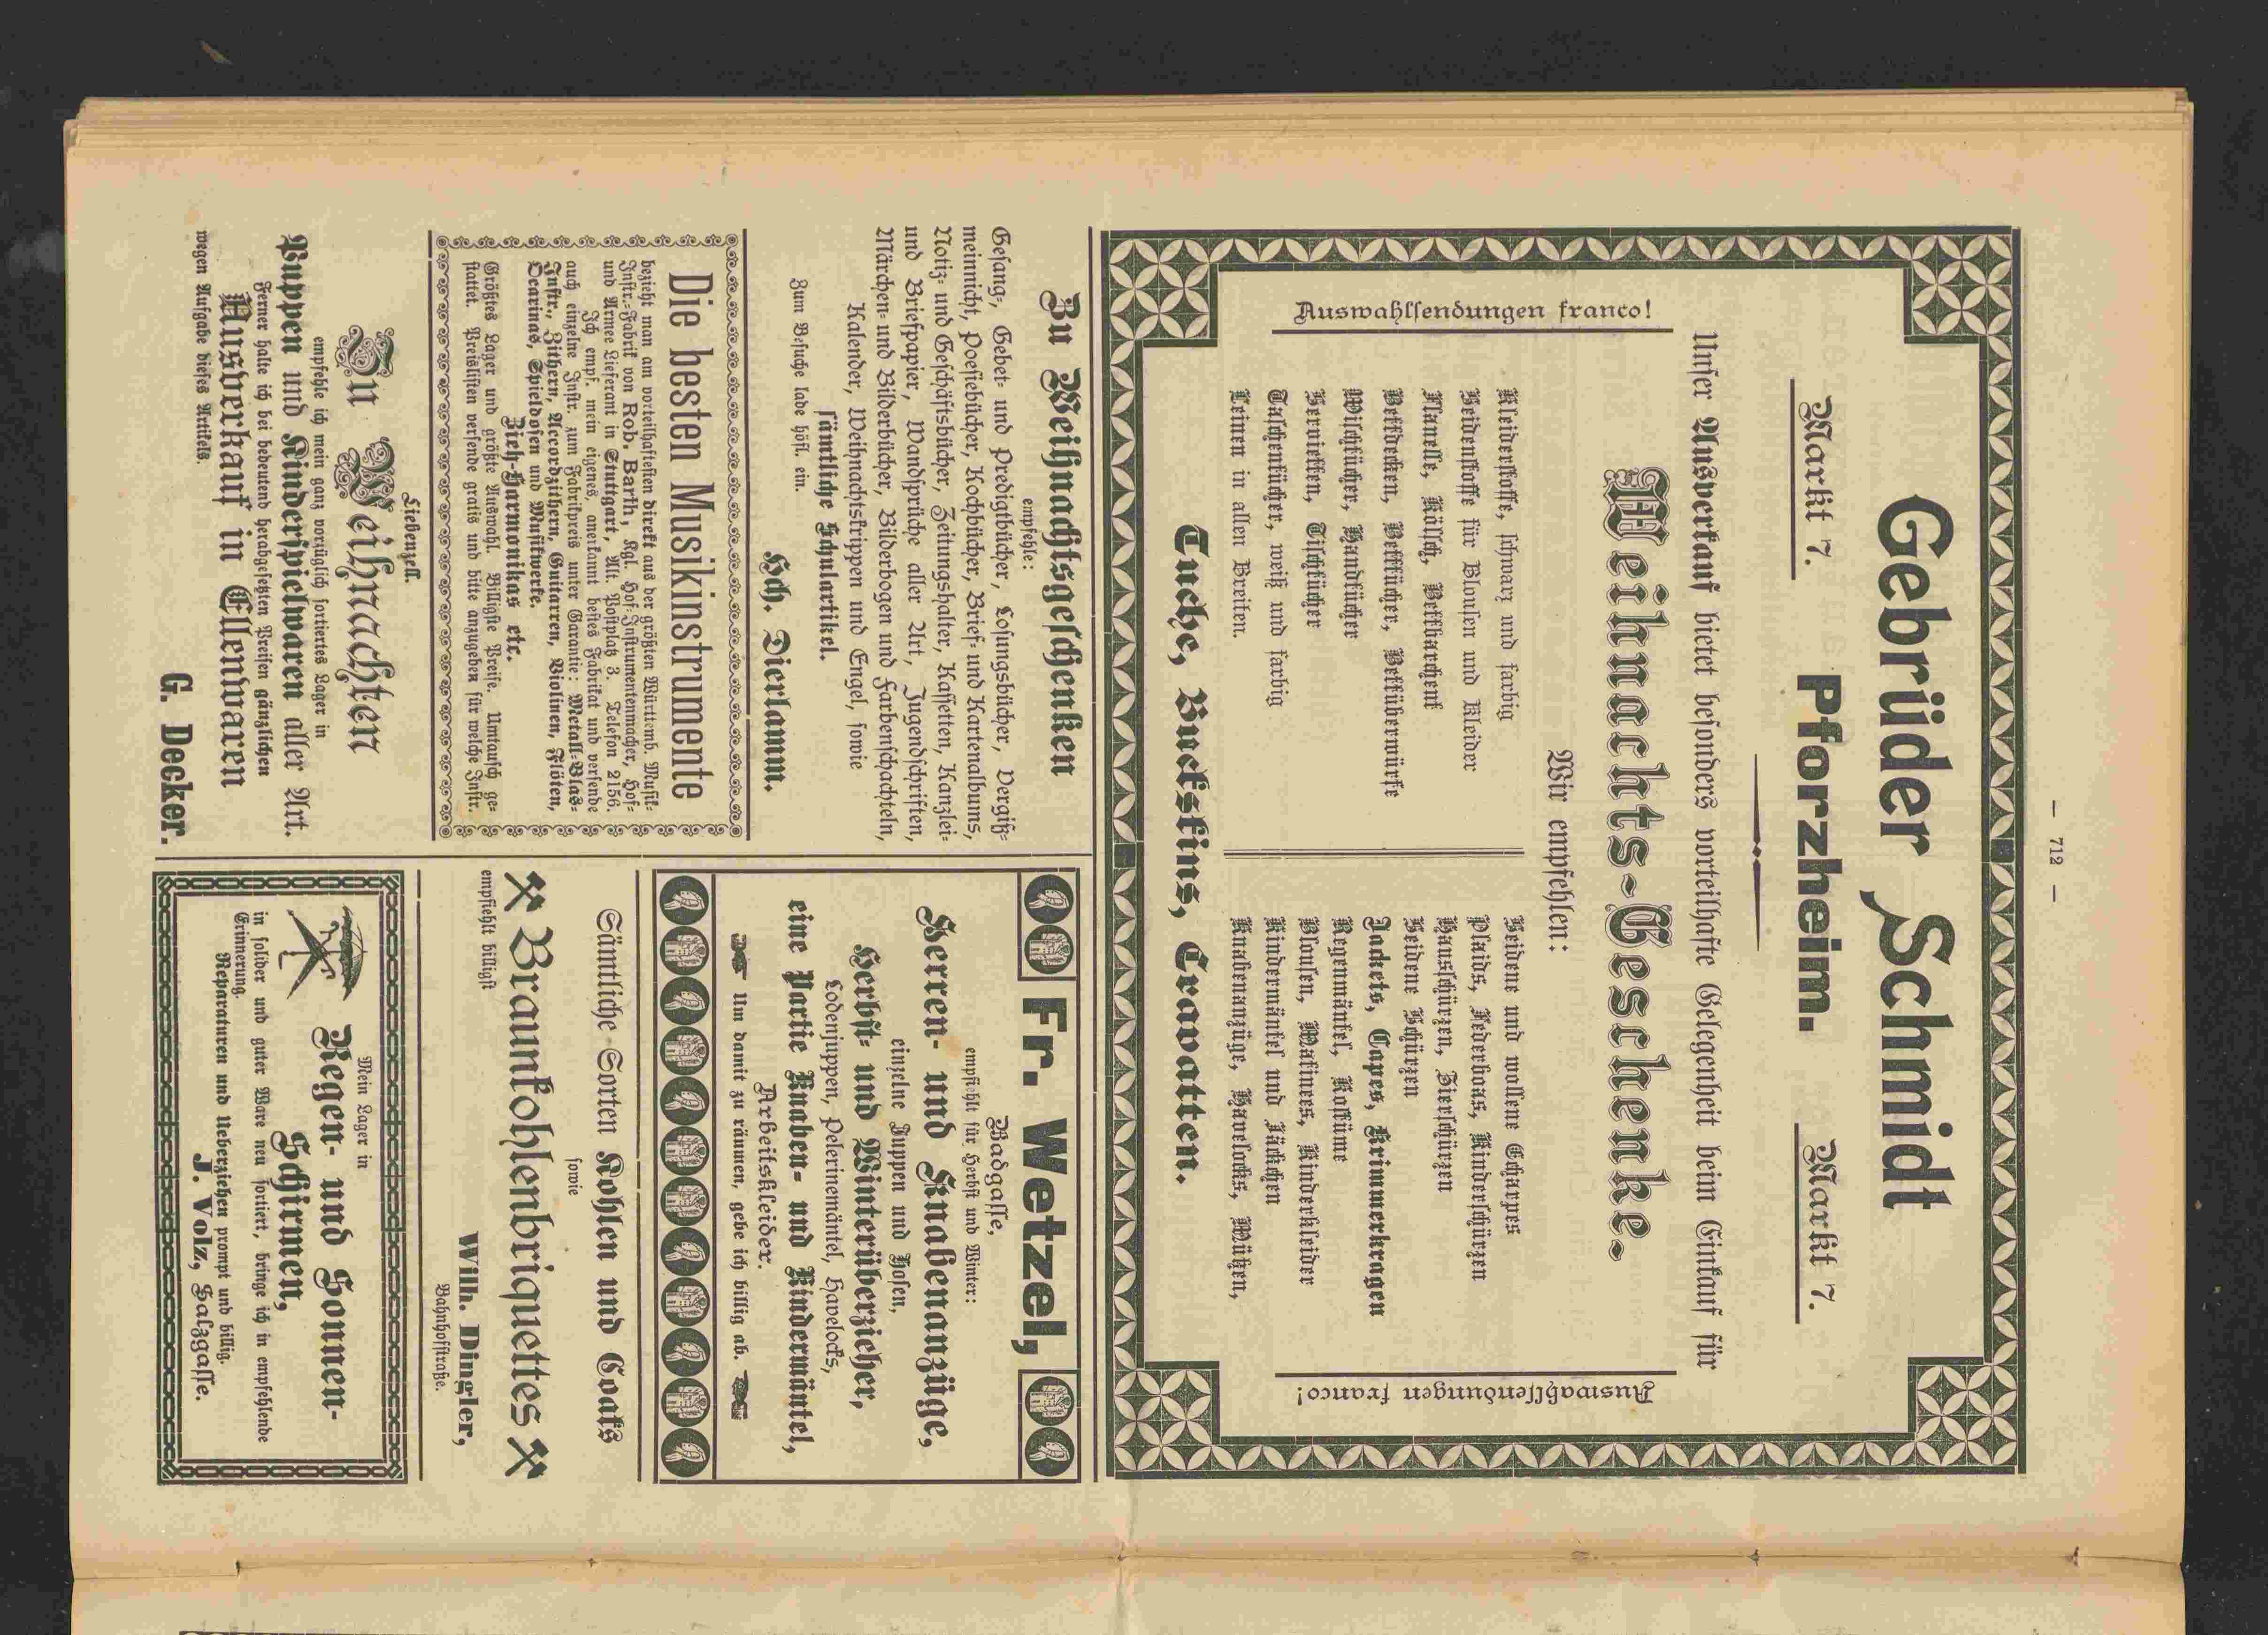 — 712 —
Gebrüder Schmidt
Markt 7.
Pforzheim.
Markt 7.
Unser Ausverkauf bietet besonders vorteilhafte Gelegenheit beim Einkauf für
Weihnachts-Geschenke.
Wir empfehlen:
Auswahlsendungen franco!
Kleiderstoffe, schwarz und farbig
Seidenstoffe für Blousen und Kleider
Flanelle, Kölsch, Bettbarchent
Bettdecken, Betttücher, Bettüberwürfe
Wischtücher, Handtücher
Servietten, Tischtücher
Taschentücher, weiß und farbig
Leinen in allen Breiten.
Seidene und wollene Echarpes
Plaids, Federboas, Kinderschürzen
Hausschürzen, Zierschürzen
Seidene Schürzen
Jackets, Capes, Krimmerkragen
Regenmäntel, Kostüme
Blousen, Matinees, Kinderkleider
Kindermäntel und Jäckchen
Knabenanzüge, Havelocks, Mützen,
Auswahlsendungen franco!
Tuche, Buckskins, Cravatten.
Zu Weihnachtsgeschenken
empfehle:
Gesang-, Gebet- und Predigtbücher, Losungsbücher, Vergiß-
meinnicht, Poesiebücher, Kochbücher, Brief- und Kartenalbums,
Notiz- und Geschäftsbücher, Zeitungshalter, Kassetten, Kanzlei-
und Briefpapier, Wandsprüche aller Art, Jugendschriften,
Märchen- und Bilderbücher, Bilderbogen und Farbenschachteln,
Kalender, Weihnachtskrippen und Engel, sowie
sämtliche Schulartikel.
Zum Besuche lade höfl. ein.
Hch. Dierlamm.
Die besten Musikinstrumente
bezieht man am vorteilhaftesten direkt aus der größten Württemb. Musik-
Instr.-Fabrik von Rob. Barth, Kgl. Hof-Instrumentenmacher, Hof-
und Armee Lieferant in Stuttgart, Alt. Postplatz 3. Telefon 2156.
Ich empf. mein eigenes, anerkannt bestes Fabrikat und versende
auch einzelne Instr. zum Fabrikpreis unter Garantie: Metall-Blas-
Instr., Zithern, Accordzithern, Guitarren, Violinen, Flöten,
Ocarinas, Spieldosen und Musikwerke.
Zieh-Harmonikas etc.
Größtes Lager und größte Auswahl. Billigste Preise. Umtausch ge-
stattet. Preislisten versende gratis und bitte anzugeben für welche Instr.
Liebenzell.
Zu Weihnachten
empfehle ich mein ganz vorzüglich sortiertes Lager in
Puppen und Kinderspielwaren aller Art.
Ferner halte ich bei bedeutend herabgesetzten Preisen gänzlichen
Ausverkauf in Ellenwaren
wegen Aufgabe dieses Artikels.
G. Decker.
Fr. Wetzel,
Badgasse,
empfiehlt für Herbst und Winter:
Herren- und Knabenanzüge,
einzelne Juppen und Hosen,
Herbst- und Winterüberzieher,
Lodenjuppen, Pelerinemäntel, Havelocks,
eine Partie Knaben- und Kindermäntel,
Arbeitskleider.
Um damit zu räumen, gebe ich billig ab.
Sämtliche Sorten Kohlen und Coaks
sowie
Braunkohlenbriquettes
empfiehlt billigst
Wilh. Dingler,
Bahnhofstraße.
Mein Lager in
Regen- und Sonnen-
Schirmen,
in solider und guter Ware neu sortiert, bringe ich in empfehlende
Erinnerung.
Reparaturen und Ueberziehen prompt und billig.
J. Volz, Salzgasse.